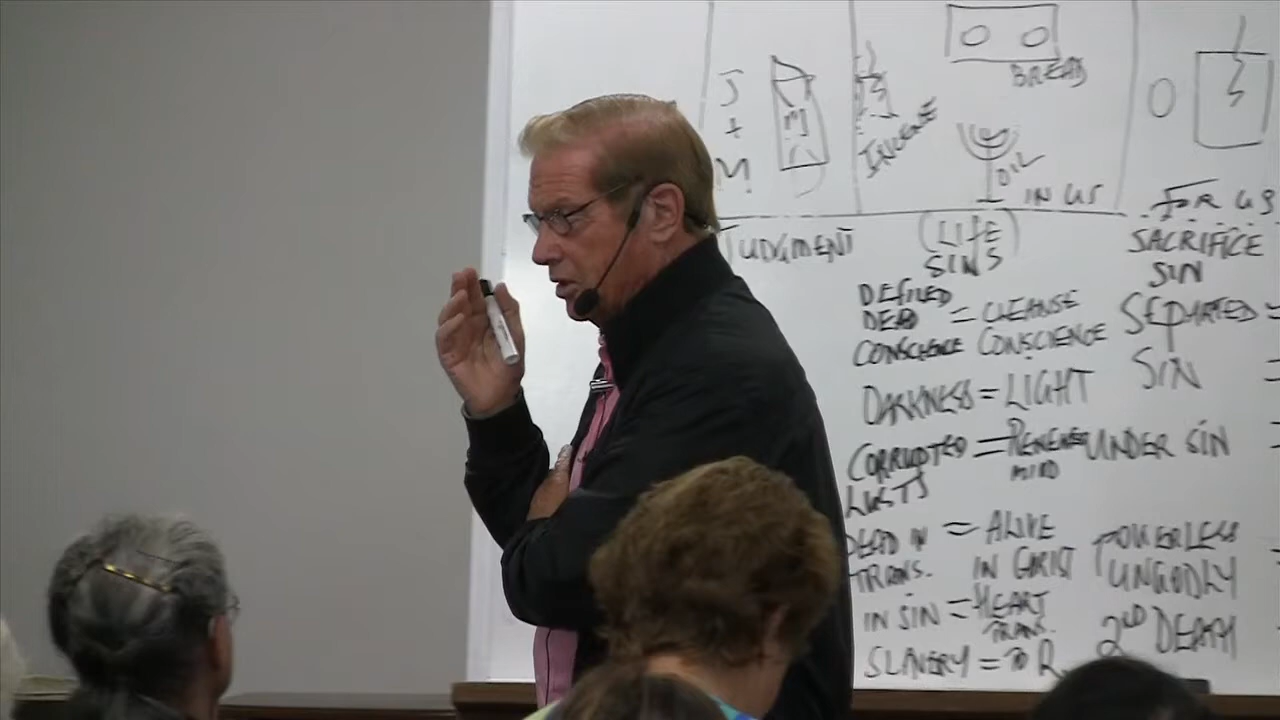 BREAD
J
+
M
INCENSE
OIL
IN US
FOR US
JUDGMENT
(LIFE
SINS
SACRIFICE
SIN
DEFILED
DEAD = CLEANSE
CONSCIENCE CONSCIENCE
SEPARATED =
SIN
DARKNESS = LIGHT
CORRUPTED = RENEWED
LUSTS MIND
UNDER SIN
DEAD IN = ALIVE
TRANS. IN CHRIST
POWERLESS
UNGODLY
IN SIN = HEART
TRANS.
2ND DEATH
SLAVERY = TO R